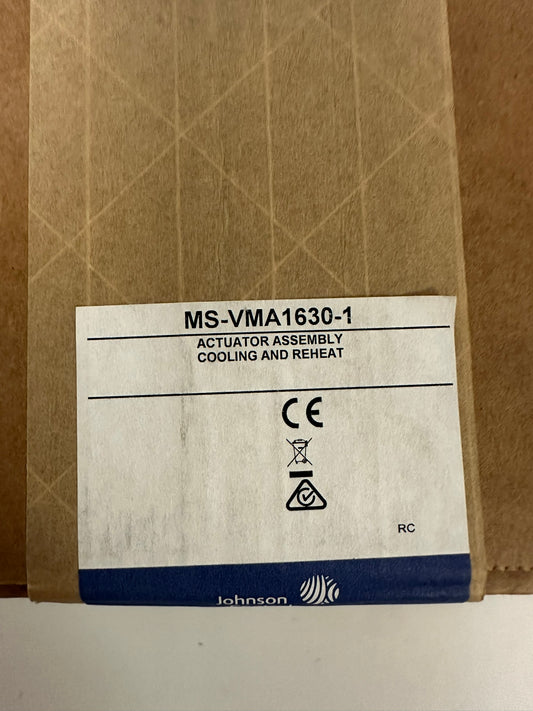 MS-VMA1630-1
ACTUATOR ASSEMBLY
COOLING AND REHEAT
CE
RC
Johnson